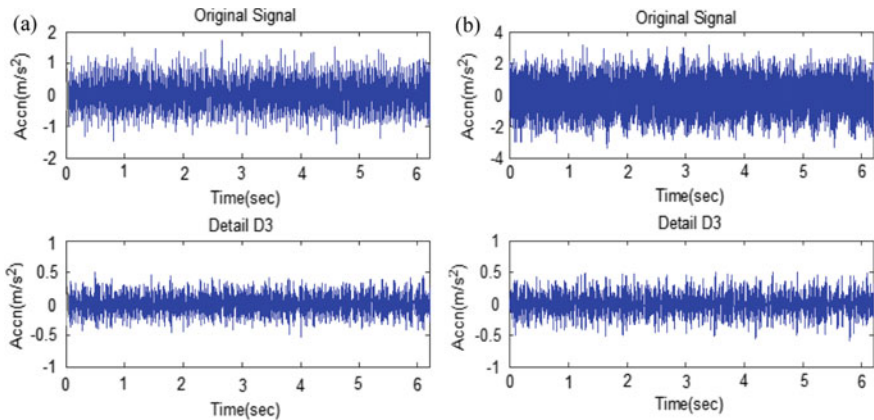 (a)
Original Signal
Accn(m/s²)
2
1
0
-1
-2
0 1 2 3 4 5 6
Time(sec)
Detail D3
Accn(m/s²)
1
0.5
0
-0.5
-1
0 1 2 3 4 5 6
Time(sec)
(b)
Original Signal
Accn(m/s²)
4
2
0
-2
-4
0 1 2 3 4 5 6
Time(sec)
Detail D3
Accn(m/s²)
1
0.5
0
-0.5
-1
0 1 2 3 4 5 6
Time(sec)